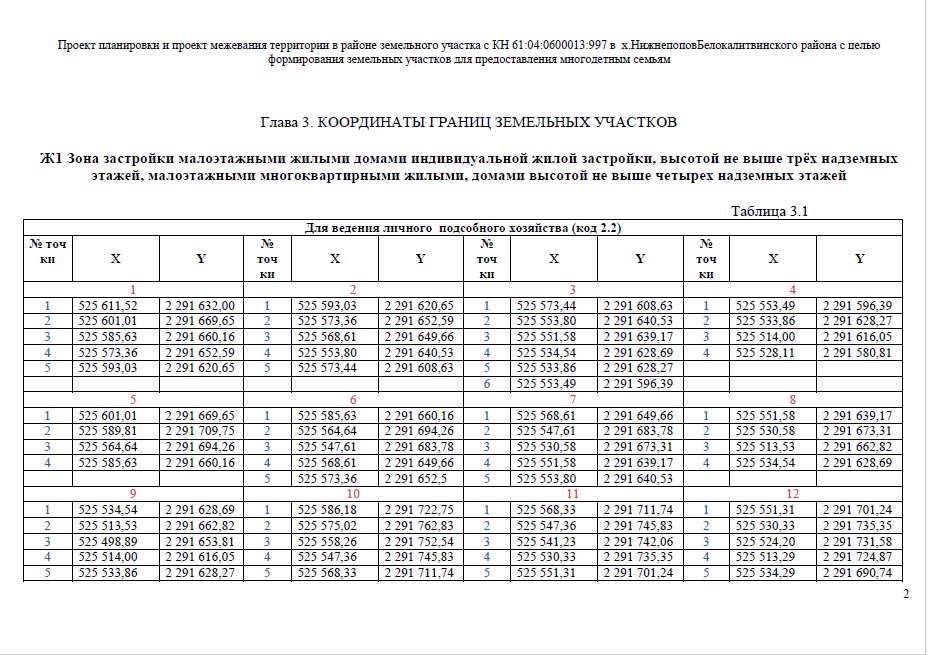 Проект планировки и проект межевания территории в районе земельного участка с КН 61:04:0600013:997 в х.НижнепоповБелокалитвинского района с целью
формирования земельных участков для предоставления многодетным семьям
Глава 3. КООРДИНАТЫ ГРАНИЦ ЗЕМЕЛЬНЫХ УЧАСТКОВ
Ж1 Зона застройки малоэтажными жилыми домами индивидуальной жилой застройки, высотой не выше трёх надземных
этажей, малоэтажными многоквартирными жилыми, домами высотой не выше четырех надземных этажей
Таблица 3.1
Для ведения личного подсобного хозяйства (код 2.2)
№ точ ки X Y № точ ки X Y № точ ки X Y № точ ки X Y
1 2 3 4
1 525 611,52 2 291 632,00 1 525 593,03 2 291 620,65 1 525 573,44 2 291 608,63 1 525 553,49 2 291 596,39
2 525 601,01 2 291 669,65 2 525 573,36 2 291 652,59 2 525 553,80 2 291 640,53 2 525 533,86 2 291 628,27
3 525 585,63 2 291 660,16 3 525 568,61 2 291 649,66 3 525 551,58 2 291 639,17 3 525 514,00 2 291 616,05
4 525 573,36 2 291 652,59 4 525 553,80 2 291 640,53 4 525 534,54 2 291 628,69 4 525 528,11 2 291 580,81
5 525 593,03 2 291 620,65 5 525 573,44 2 291 608,63 5 525 533,86 2 291 628,27
6 525 553,49 2 291 596,39
5 6 7 8
1 525 601,01 2 291 669,65 1 525 585,63 2 291 660,16 1 525 568,61 2 291 649,66 1 525 551,58 2 291 639,17
2 525 589,81 2 291 709,75 2 525 564,64 2 291 694,26 2 525 547,61 2 291 683,78 2 525 530,58 2 291 673,31
3 525 564,64 2 291 694,26 3 525 547,61 2 291 683,78 3 525 530,58 2 291 673,31 3 525 513,53 2 291 662,82
4 525 585,63 2 291 660,16 4 525 568,61 2 291 649,66 4 525 551,58 2 291 639,17 4 525 534,54 2 291 628,69
5 525 573,36 2 291 652,5 5 525 553,80 2 291 640,53
9 10 11 12
1 525 534,54 2 291 628,69 1 525 586,18 2 291 722,75 1 525 568,33 2 291 711,74 1 525 551,31 2 291 701,24
2 525 513,53 2 291 662,82 2 525 575,02 2 291 762,83 2 525 547,36 2 291 745,83 2 525 530,33 2 291 735,35
3 525 498,89 2 291 653,81 3 525 558,26 2 291 752,54 3 525 541,23 2 291 742,06 3 525 524,20 2 291 731,58
4 525 514,00 2 291 616,05 4 525 547,36 2 291 745,83 4 525 530,33 2 291 735,35 4 525 513,29 2 291 724,87
5 525 533,86 2 291 628,27 5 525 568,33 2 291 711,74 5 525 551,31 2 291 701,24 5 525 534,29 2 291 690,74
2